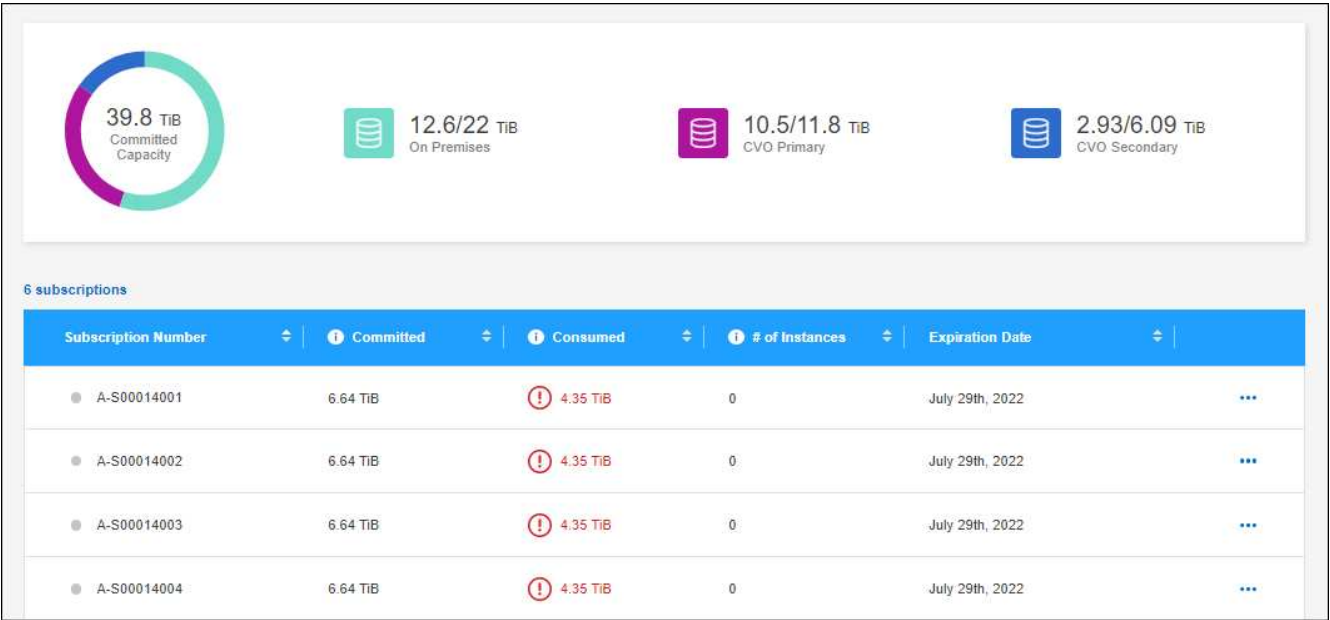 39.8 TiB
Committed
Capacity
12.6/22 TiB
On Premises
10.5/11.8 TiB
CVO Primary
2.93/6.09 TiB
CVO Secondary
6 subscriptions
Subscription Number Committed Consumed # of Instances Expiration Date
A-S00014001 6.64 TiB 4.35 TiB 0 July 29th, 2022
A-S00014002 6.64 TiB 4.35 TiB 0 July 29th, 2022
A-S00014003 6.64 TiB 4.35 TiB 0 July 29th, 2022
A-S00014004 6.64 TiB 4.35 TiB 0 July 29th, 2022